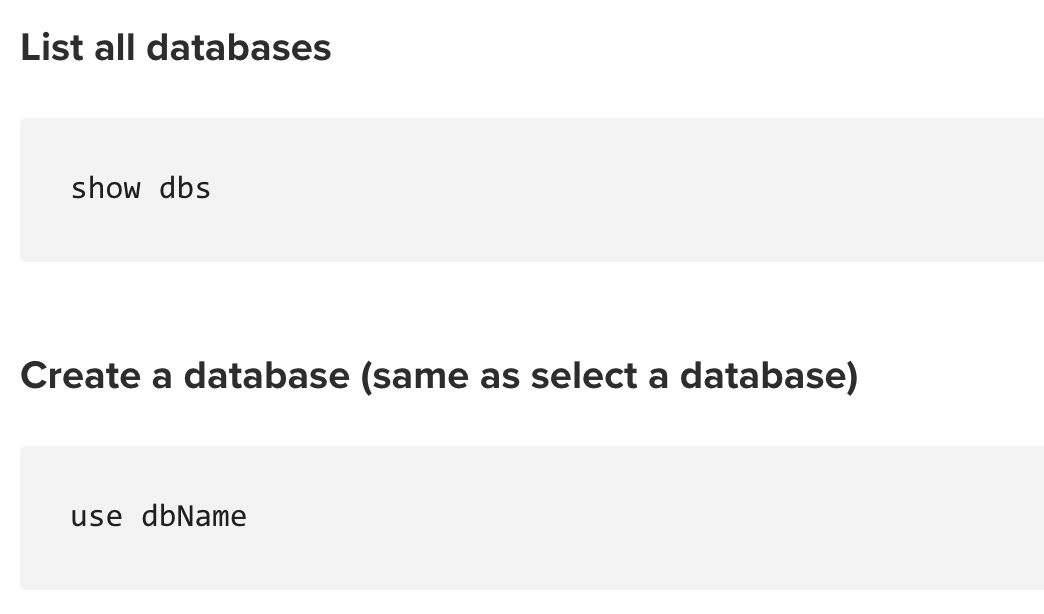 List all databases
show dbs
Create a database (same as select a database)
use dbName